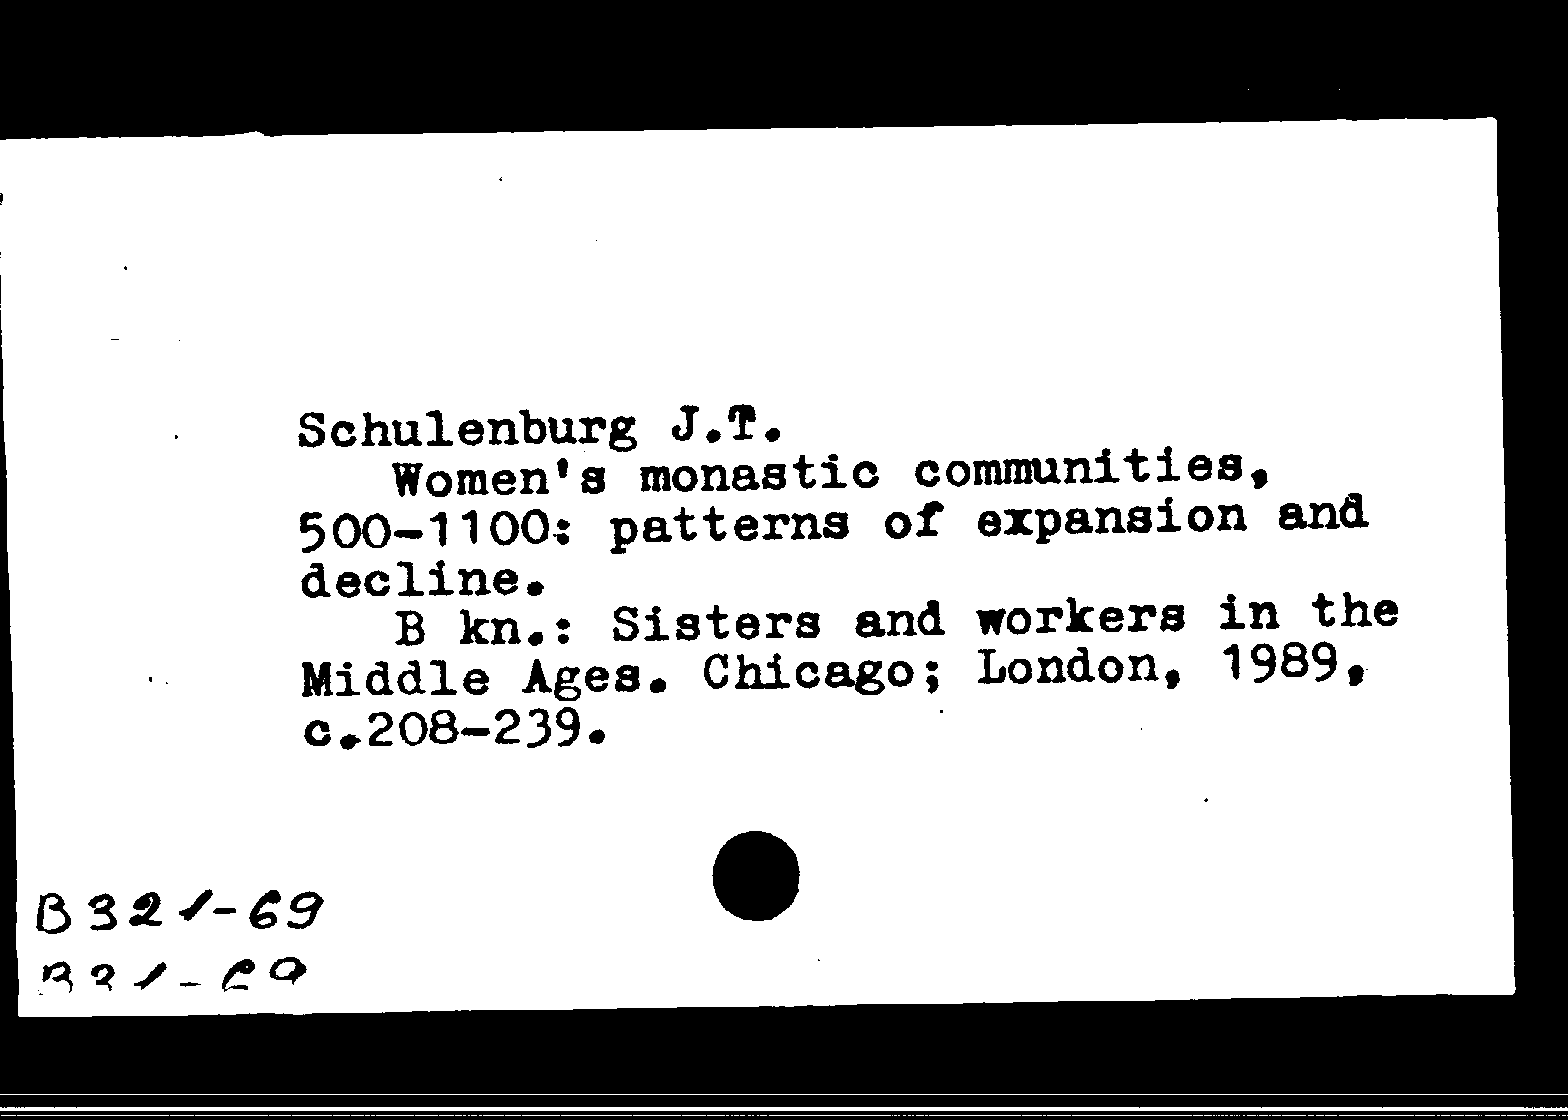 Schulenburg J.T.
Women's monastic communities,
500-1100: patterns of expansion and
decline.
B kn.: Sisters and workers in the
Middle Ages. Chicago; London, 1989,
c.208-239.
B 321-69